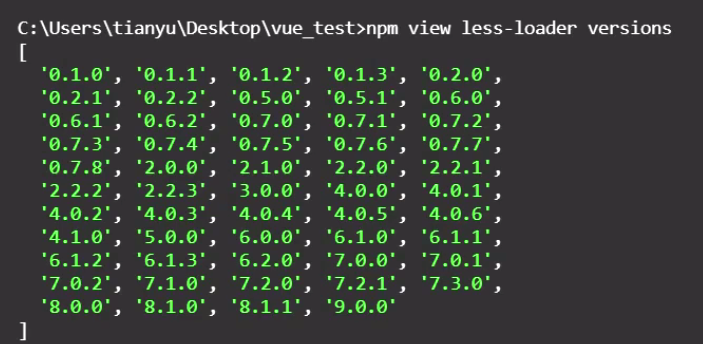 C:\Users\tianyu\Desktop\vue_test>npm view less-loader versions
[
  '0.1.0', '0.1.1', '0.1.2', '0.1.3', '0.2.0',
  '0.2.1', '0.2.2', '0.5.0', '0.5.1', '0.6.0',
  '0.6.1', '0.6.2', '0.7.0', '0.7.1', '0.7.2',
  '0.7.3', '0.7.4', '0.7.5', '0.7.6', '0.7.7',
  '0.7.8', '2.0.0', '2.1.0', '2.2.0', '2.2.1',
  '2.2.2', '2.2.3', '3.0.0', '4.0.0', '4.0.1',
  '4.0.2', '4.0.3', '4.0.4', '4.0.5', '4.0.6',
  '4.1.0', '5.0.0', '6.0.0', '6.1.0', '6.1.1',
  '6.1.2', '6.1.3', '6.2.0', '7.0.0', '7.0.1',
  '7.0.2', '7.1.0', '7.2.0', '7.2.1', '7.3.0',
  '8.0.0', '8.1.0', '8.1.1', '9.0.0'
]